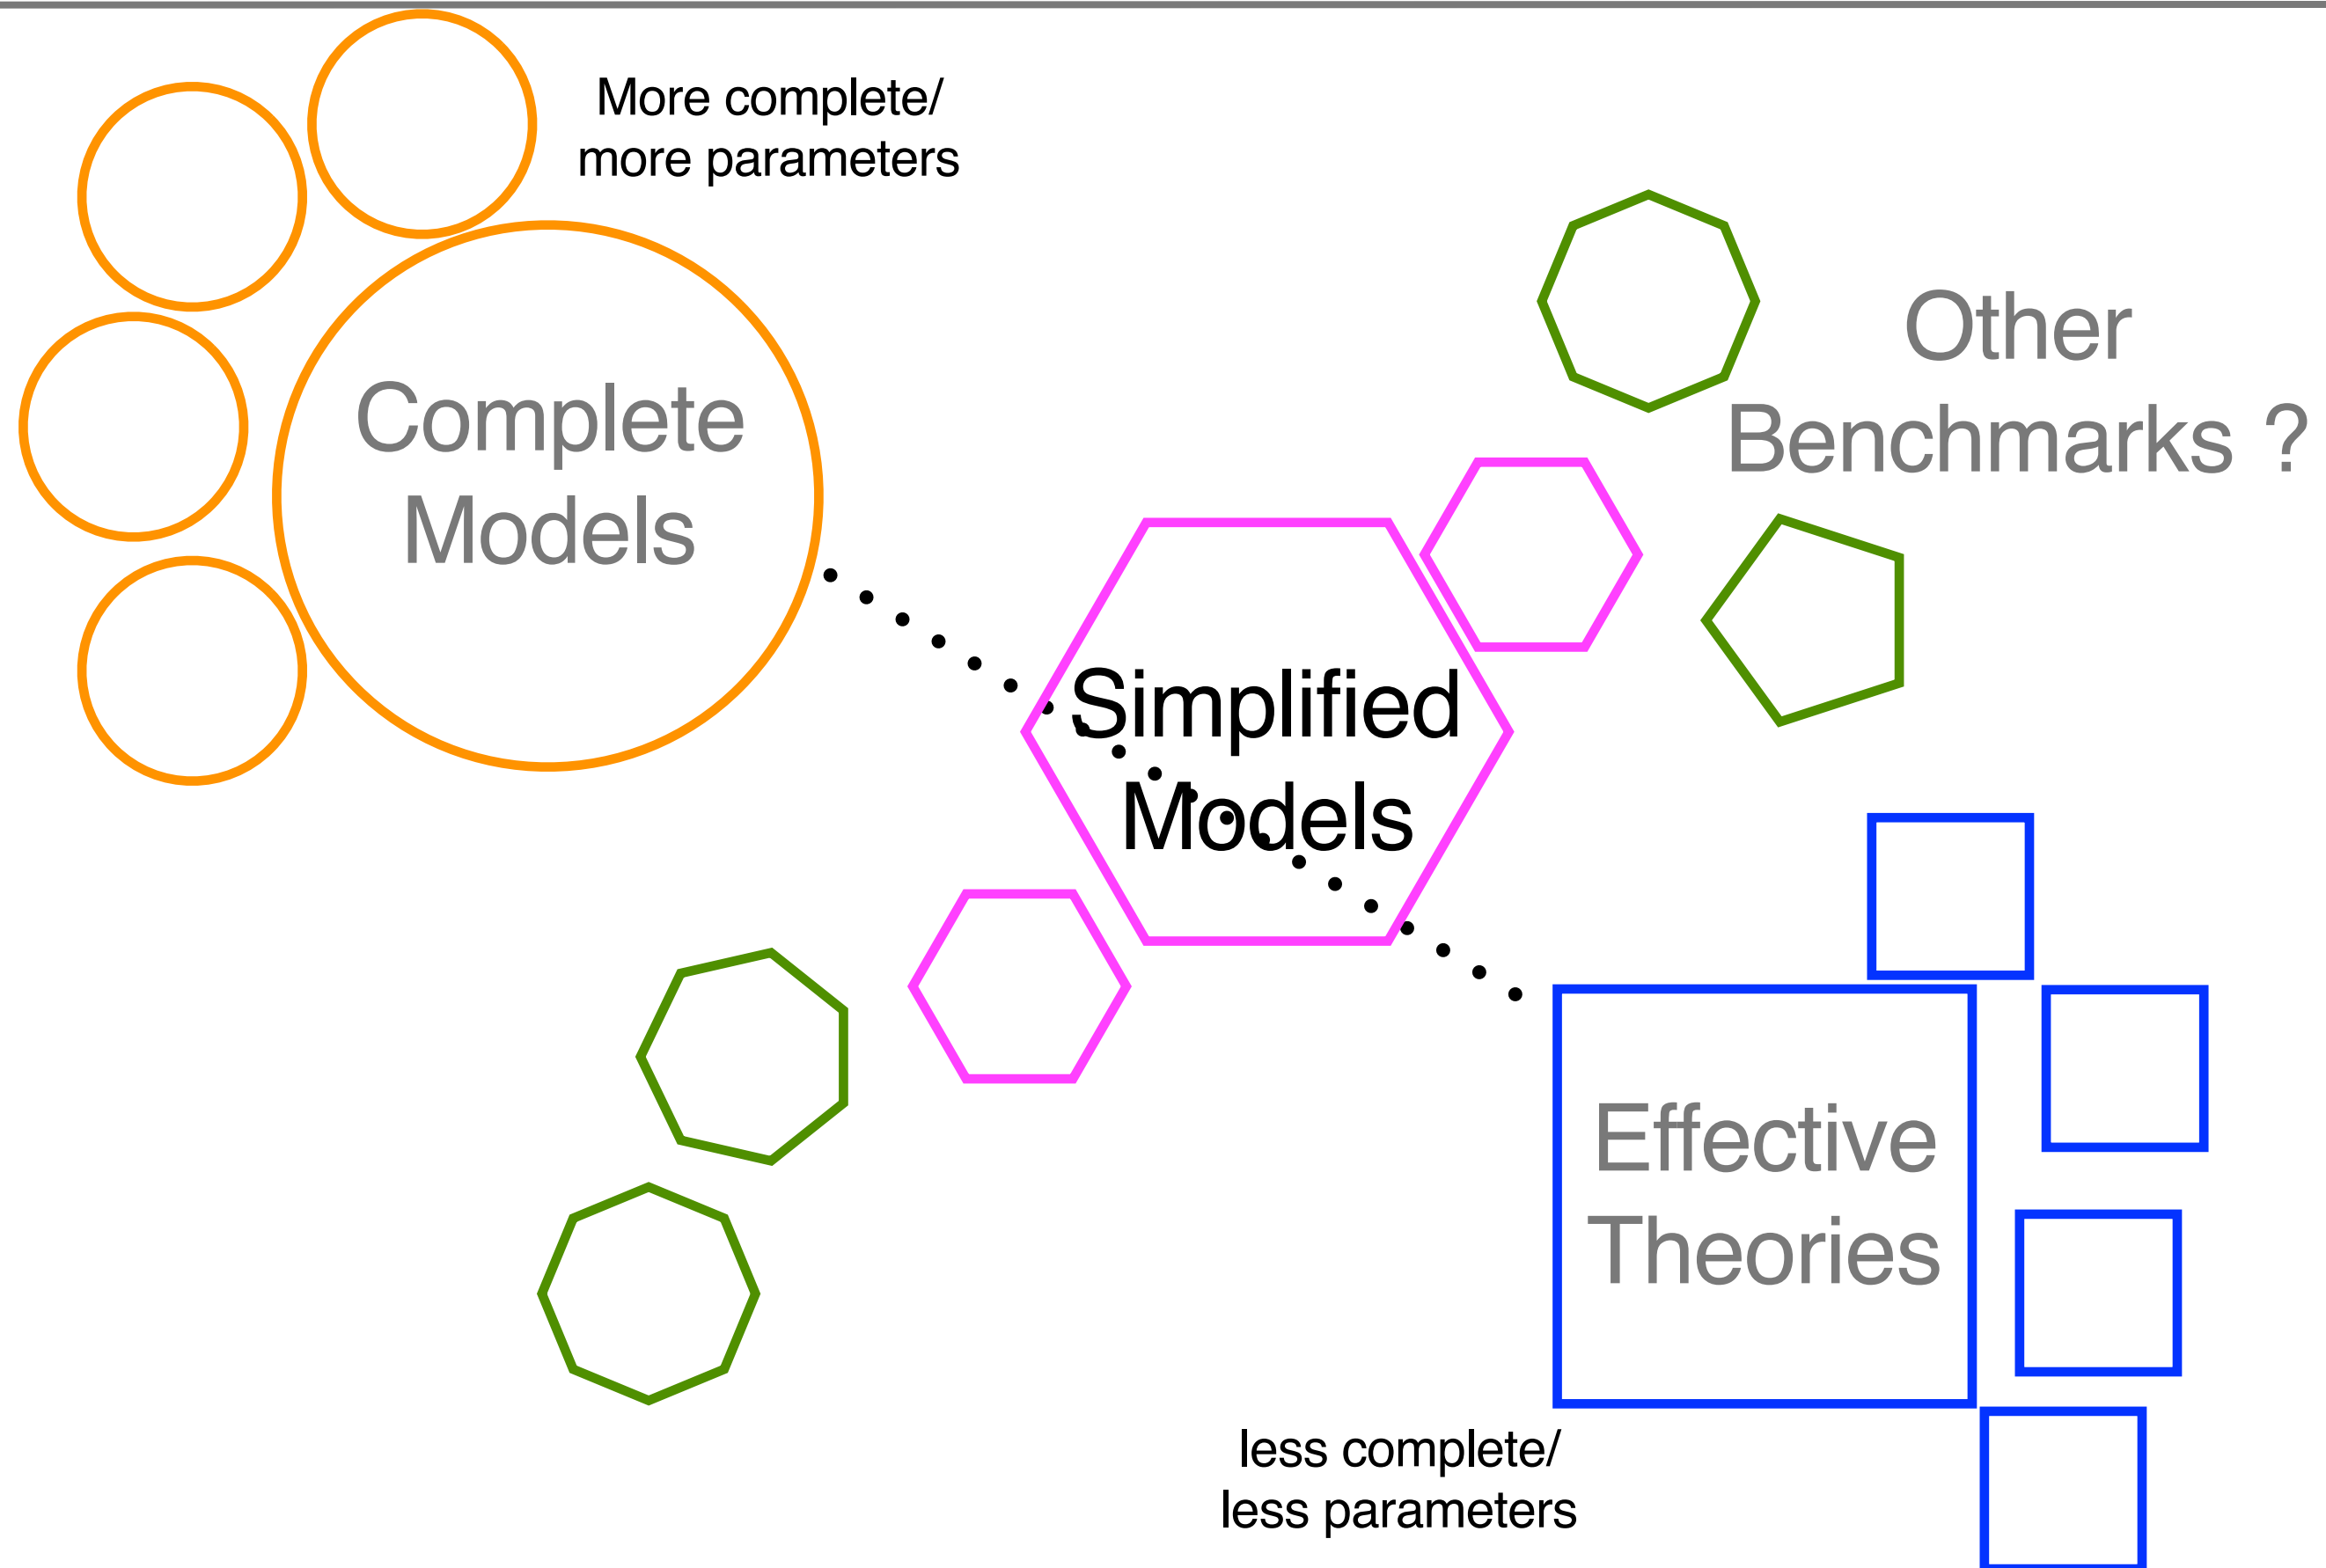 More complete/
more parameters
Complete
Models
Other
Benchmarks ?
Simplified
Models
Effective
Theories
less complete/
less parameters